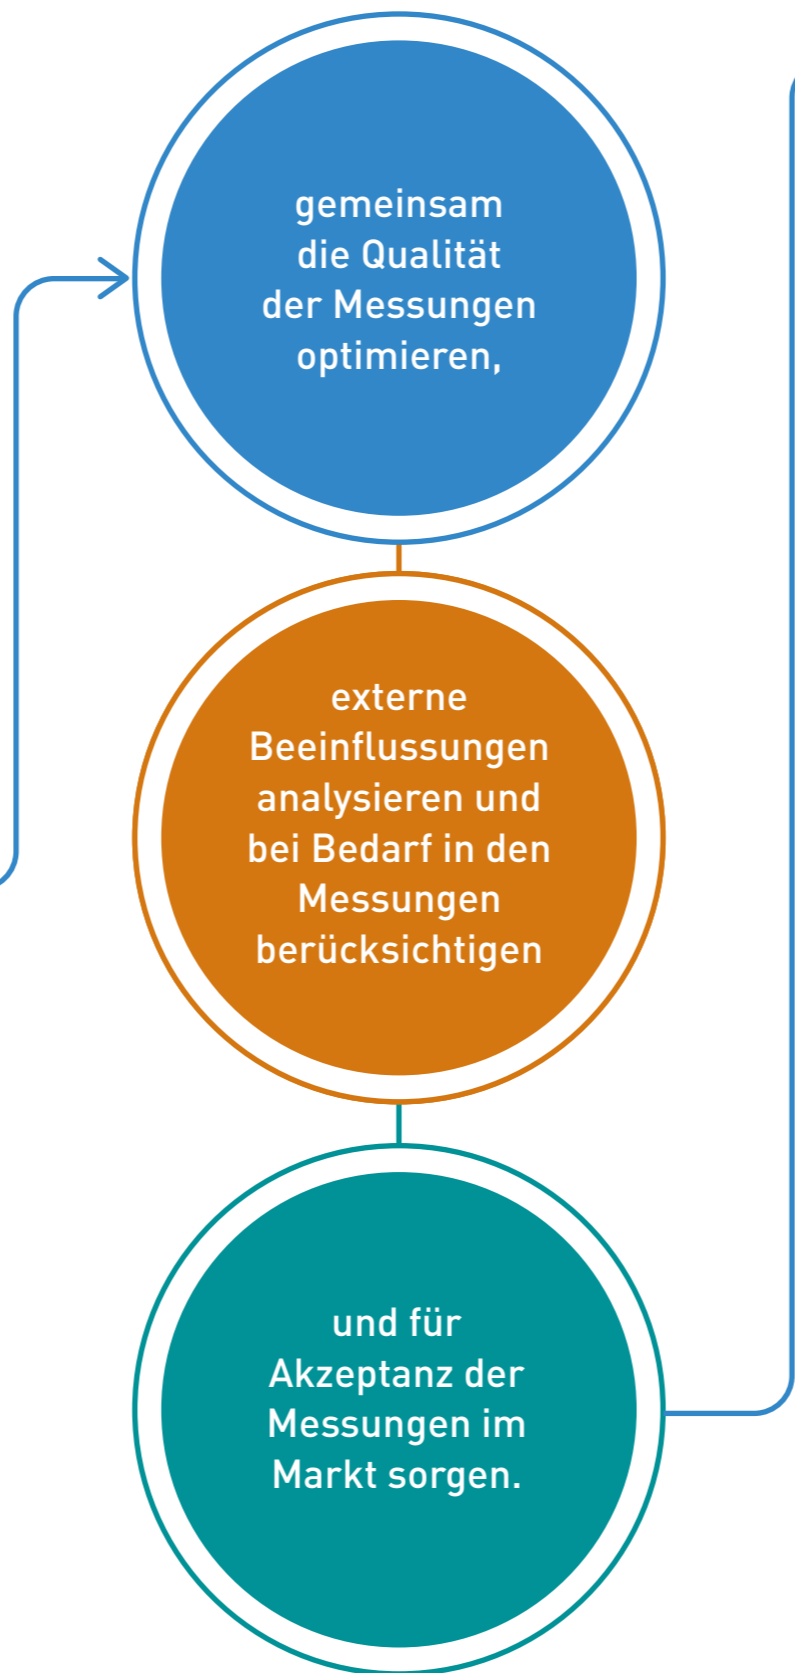 gemeinsam
die Qualität
der Messungen
optimieren,
externe
Beeinflussungen
analysieren und
bei Bedarf in den
Messungen
berücksichtigen
und für
Akzeptanz der
Messungen im
Markt sorgen.